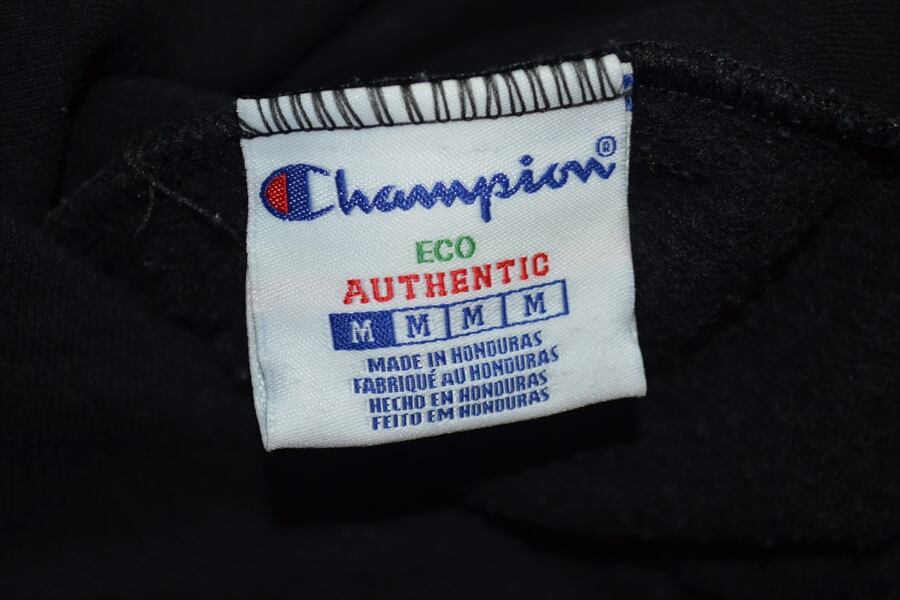 Champion®
ECO
AUTHENTIC
M M M M
MADE IN HONDURAS
FABRIQUÉ AU HONDURAS
HECHO EN HONDURAS
FEITO EM HONDURAS